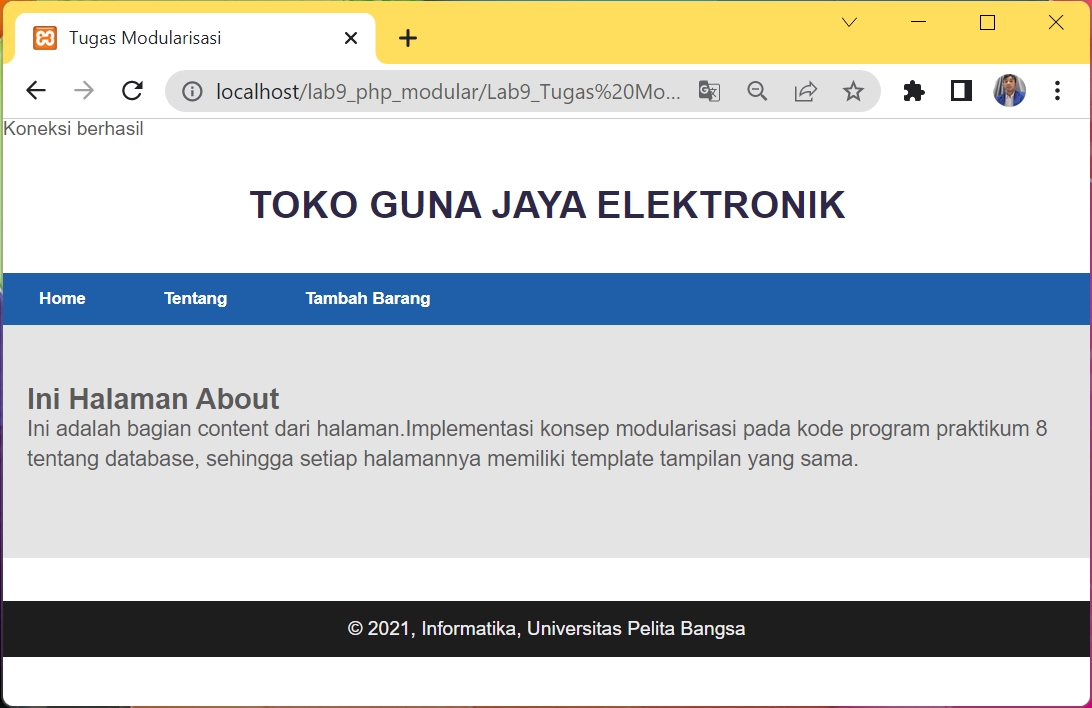 Tugas Modularisasi
localhost/lab9_php_modular/Lab9_Tugas%20Mo...
Koneksi berhasil
TOKO GUNA JAYA ELEKTRONIK
Home Tentang Tambah Barang
Ini Halaman About
Ini adalah bagian content dari halaman.Implementasi konsep modularisasi pada kode program praktikum 8
tentang database, sehingga setiap halamannya memiliki template tampilan yang sama.
© 2021, Informatika, Universitas Pelita Bangsa